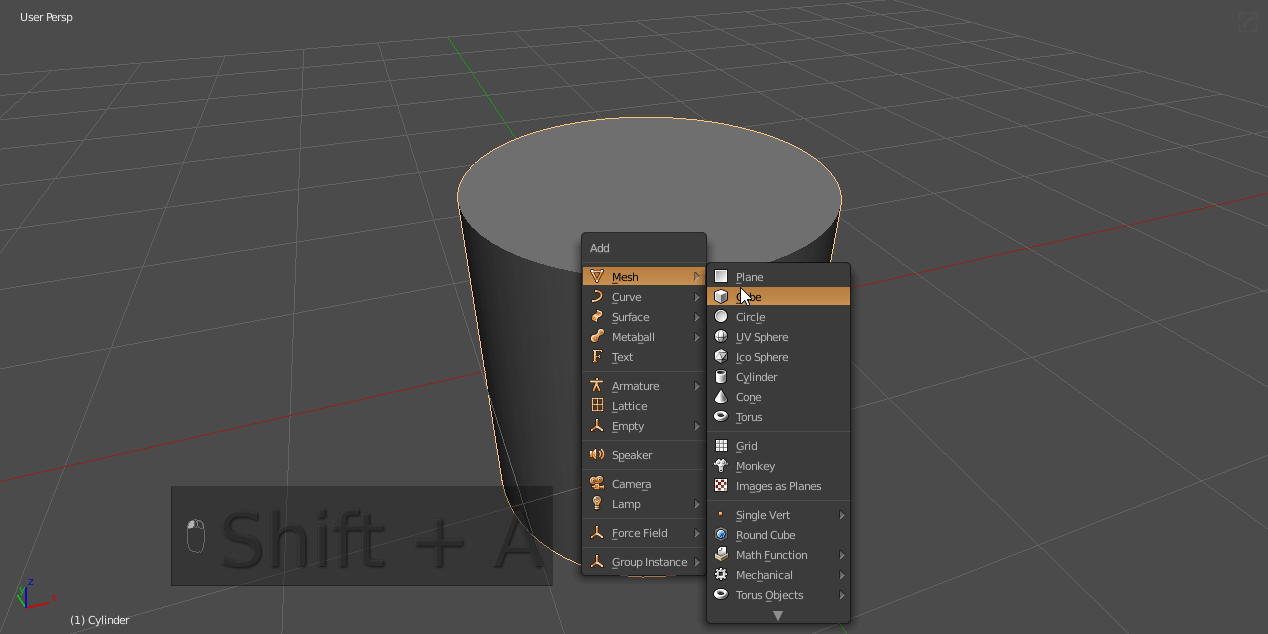 User Persp
Add
Mesh
Curve
Surface
Metaball
Text
Armature
Lattice
Empty
Speaker
Camera
Lamp
Force Field
Group Instance
Plane
Cube
Circle
UV Sphere
Ico Sphere
Cylinder
Cone
Torus
Grid
Monkey
Images as Planes
Single Vert
Round Cube
Math Function
Mechanical
Torus Objects
Shift + A
z
x
(1) Cylinder